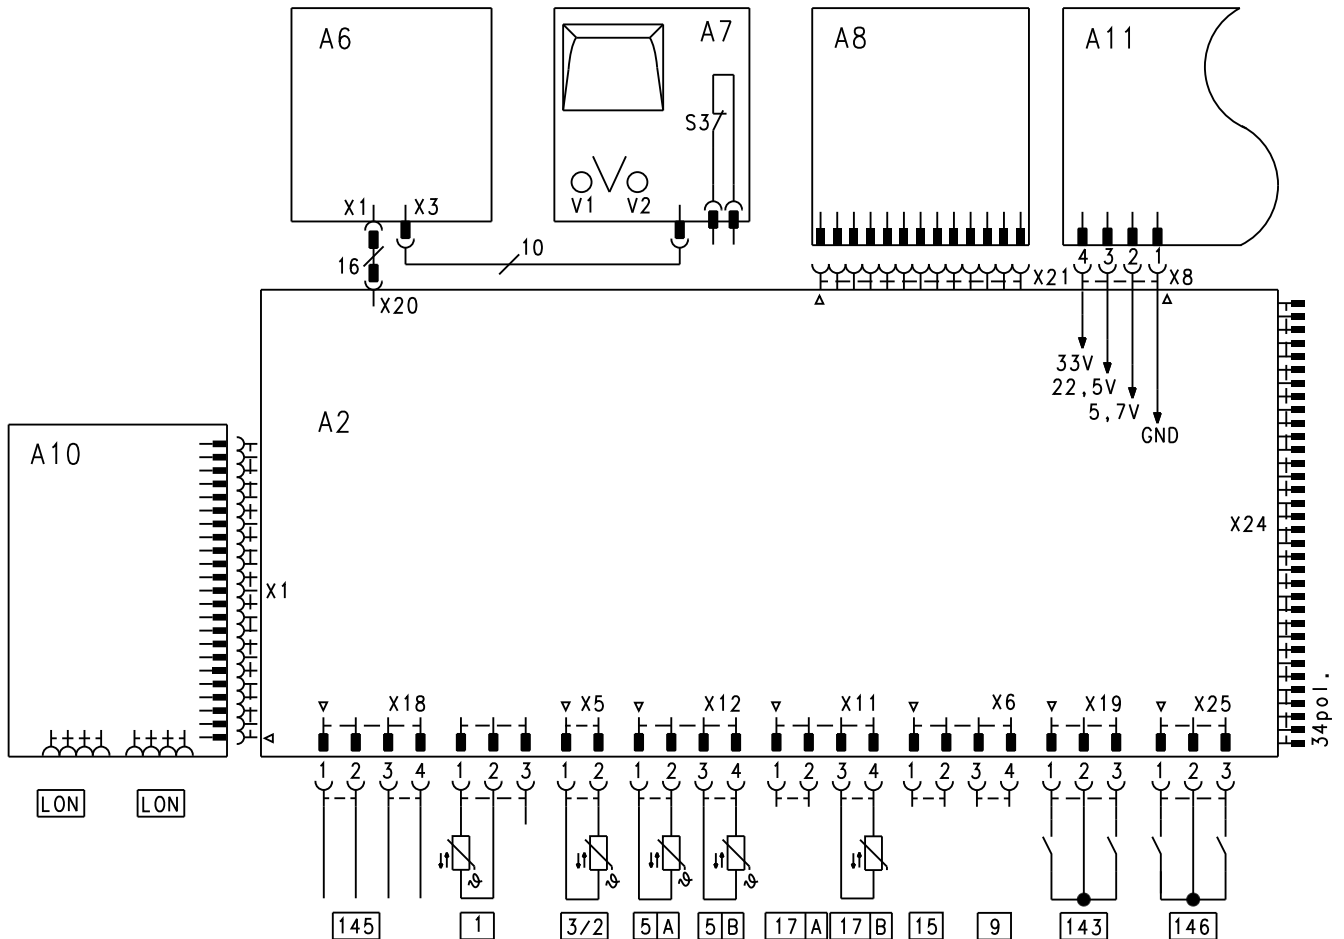 A6
A7
A8
A11
S3
V1 V2
X1 X3
16
10
X20
X21
4 3 2 1
X8
33V
22,5V
5,7V
GND
A2
A10
X24
X1
34pol.
X18 X5 X12 X11 X6 X19 X25
1 2 3 4 1 2 3 1 2 1 2 3 4 1 2 3 4 1 2 3 4 1 2 3 1 2 3
LON LON
ϑ ϑ ϑ ϑ
145 1 3/2 5 A 5 B 17 A 17 B 15 9 143 146